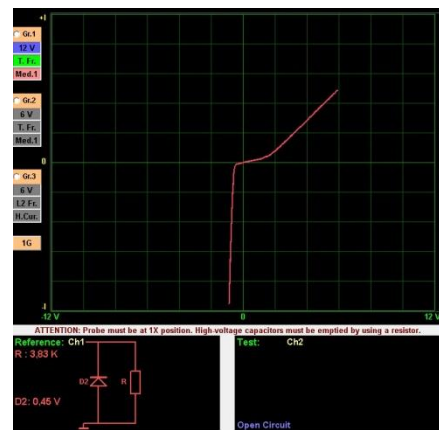 +I
Gr.1
12 V
T. Fr.
Med.1
Gr.2
6 V
T. Fr.
Med.1
0
Gr.3
6 V
L2 Fr.
H.Cur.
1G
-I
-12 V
0
12 V
ATTENTION: Probe must be at 1X position. High-voltage capacitors must be emptied by using a resistor.
Reference: Ch1
R : 3,83 K
D2
R
D2: 0,45 V
Test: Ch2
Open Circuit